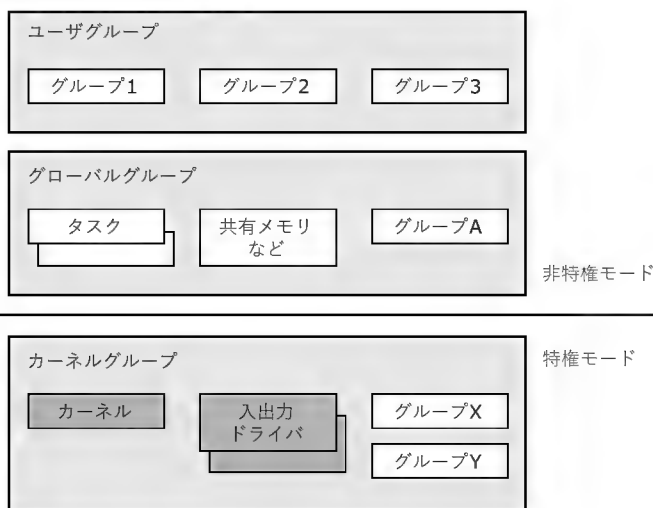 ユーザグループ
グループ1
グループ2
グループ3
グローバルグループ
タスク
共有メモリ
など
グループA
非特権モード
カーネルグループ
特権モード
カーネル
入出力
ドライバ
グループX
グループY